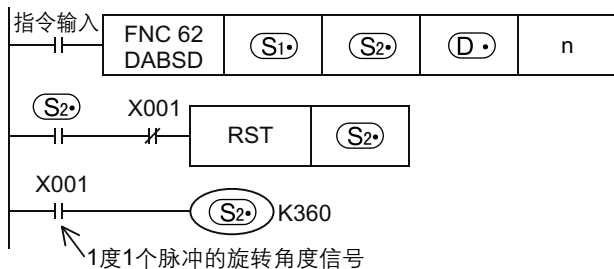 指令输入
FNC 62
DABSD
S1•
S2•
D •
n
S2•
X001
RST
S2•
X001
S2•
K360
1度1个脉冲的旋转角度信号